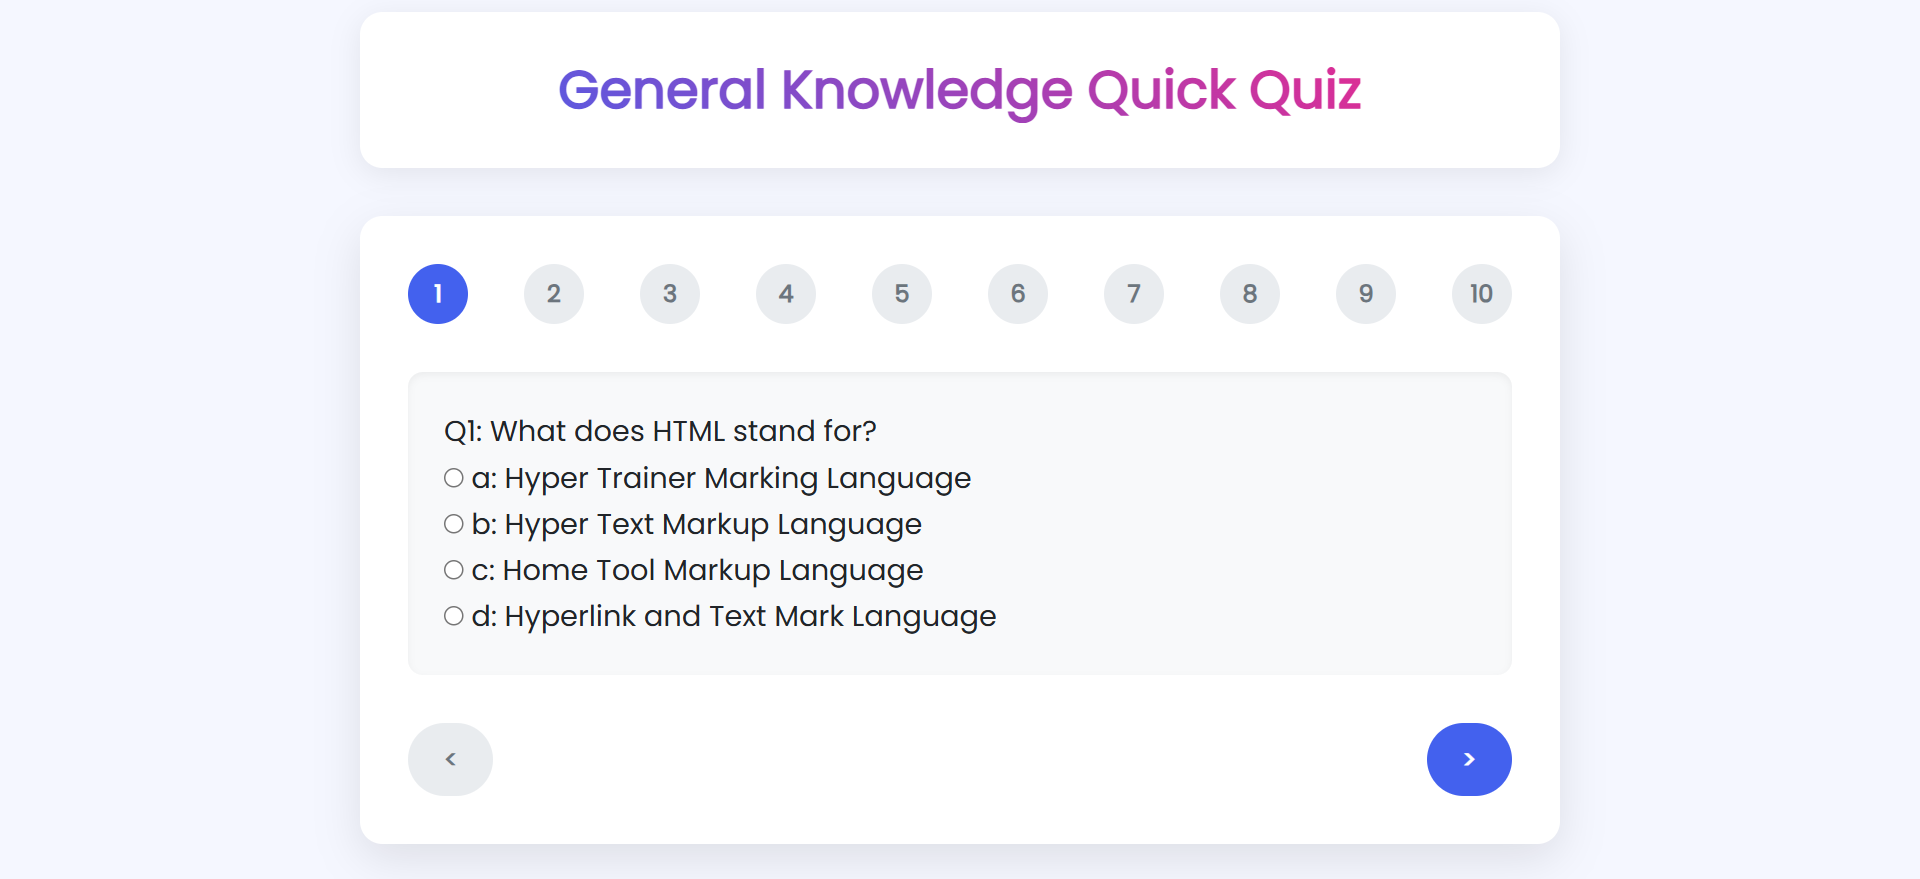 General Knowledge Quick Quiz
1 2 3 4 5 6 7 8 9 10
Q1: What does HTML stand for?
a: Hyper Trainer Marking Language
b: Hyper Text Markup Language
c: Home Tool Markup Language
d: Hyperlink and Text Mark Language
< >